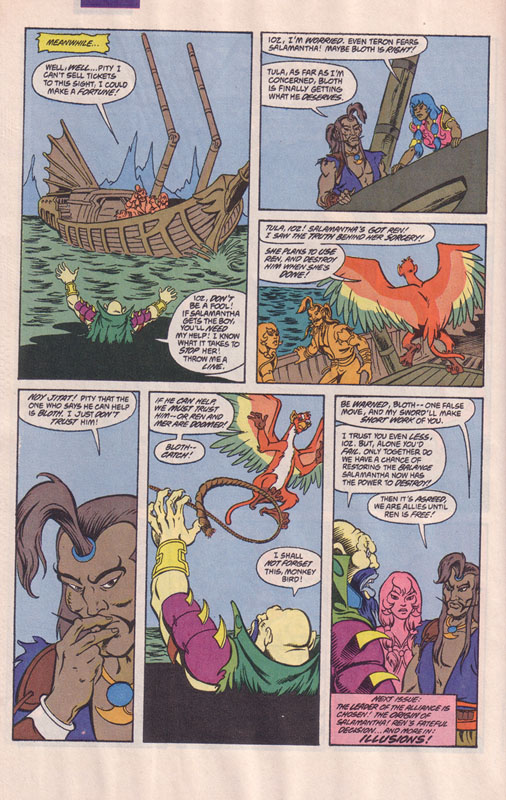 MEANWHILE...
WELL, WELL...PITY I
CAN'T SELL TICKETS
TO THIS SIGHT, I COULD
MAKE A FORTUNE!
IOZ, DON'T
BE A FOOL!
IF SALAMANTHA
GETS THE BOY,
YOU'LL NEED
MY HELP! I KNOW
WHAT IT TAKES TO
STOP HER!
THROW ME A
LINE.
IOZ, I'M WORRIED. EVEN TERON FEARS
SALAMANTHA! MAYBE BLOTH IS RIGHT!
TULA, AS FAR AS I'M
CONCERNED, BLOTH
IS FINALLY GETTING
WHAT HE DESERVES.
TULA, IOZ! SALAMANTHA'S GOT REN!
I SAW THE TRUTH BEHIND HER SORCERY!
SHE PLANS TO USE
REN, AND DESTROY
HIM WHEN SHE'S
DONE!
NOY JITAT! PITY THAT THE
ONE WHO SAYS HE CAN HELP
IS BLOTH. I JUST DON'T
TRUST HIM!
IF HE CAN HELP,
WE MUST TRUST
HIM--OR REN AND
MER ARE DOOMED!
BLOTH--
CATCH!
I SHALL
NOT FORGET
THIS, MONKEY
BIRD!
BE WARNED, BLOTH--ONE FALSE
MOVE, AND MY SWORD'LL MAKE
SHORT WORK OF YOU.
I TRUST YOU EVEN LESS,
IOZ. BUT, ALONE YOU'D
FAIL. ONLY TOGETHER DO
WE HAVE A CHANCE OF
RESTORING THE BALANCE
SALAMANTHA NOW HAS
THE POWER TO DESTROY!
THEN IT'S AGREED,
WE ARE ALLIES UNTIL
REN IS FREE!
NEXT ISSUE:
THE LEADER OF THE ALLIANCE IS
CHOSEN! THE ORIGIN OF
SALAMANTHA! REN'S FATEFUL
DECISION... AND MORE IN:
ILLUSIONS!